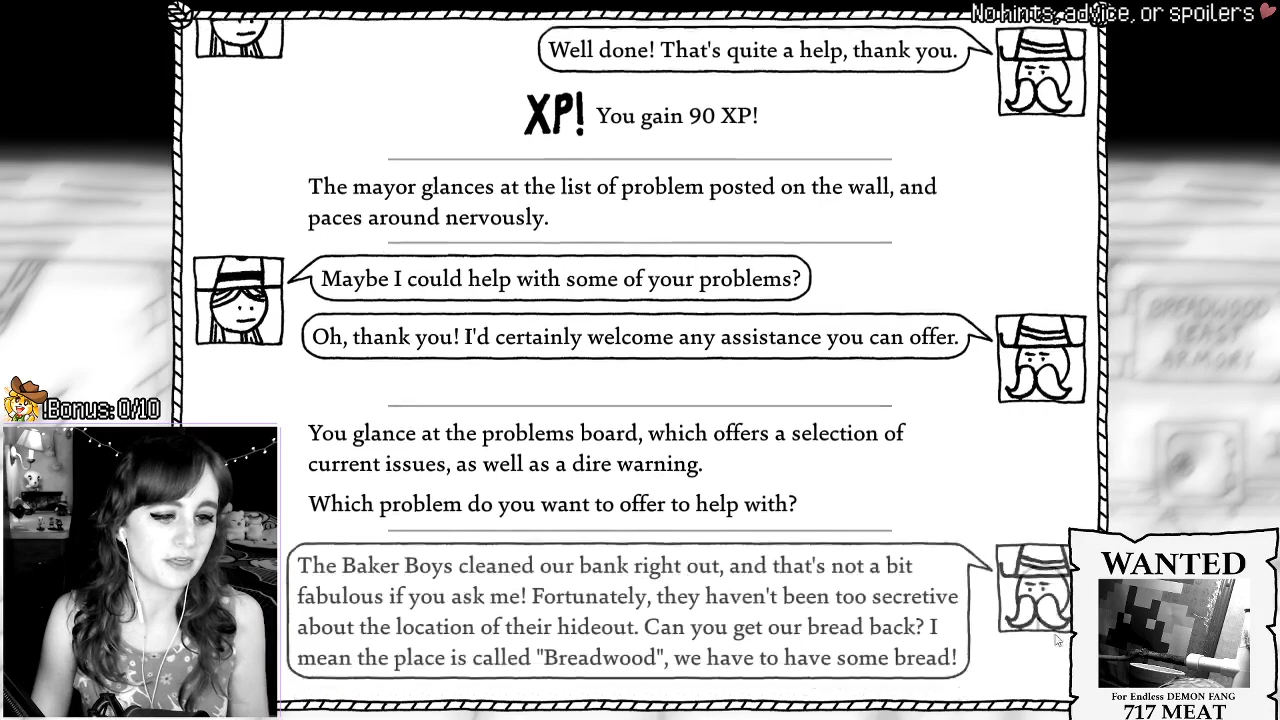 No hints, advice, or spoilers
Well done! That's quite a help, thank you.
XP! You gain 90 XP!
The mayor glances at the list of problem posted on the wall, and
paces around nervously.
Maybe I could help with some of your problems?
Oh, thank you! I'd certainly welcome any assistance you can offer.
BREADWOOD
LEAST
ARMORY
!Bonus: 0/10
You glance at the problems board, which offers a selection of
current issues, as well as a dire warning.
Which problem do you want to offer to help with?
The Baker Boys cleaned our bank right out, and that's not a bit
fabulous if you ask me! Fortunately, they haven't been too secretive
about the location of their hideout. Can you get our bread back? I
mean the place is called "Breadwood", we have to have some bread!
WANTED
For Endless DEMON FANG
717 MEAT